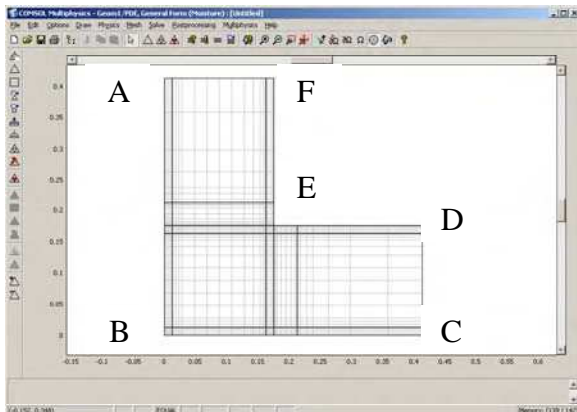 COMSOL Multiphysics - Geom1/PDE, General Form (Moisture) : [Untitled]
File Edit Options Draw Physics Mesh Solve Postprocessing Multiphysics Help
A F
0.4
0.35
0.3
0.25
E
0.2
D
0.15
0.1
0.05
B C
0
-0.15 -0.1 -0.05 0 0.05 0.1 0.15 0.2 0.25 0.3 0.35 0.4 0.45 0.5 0.55 0.6
EQUAL
Memory: